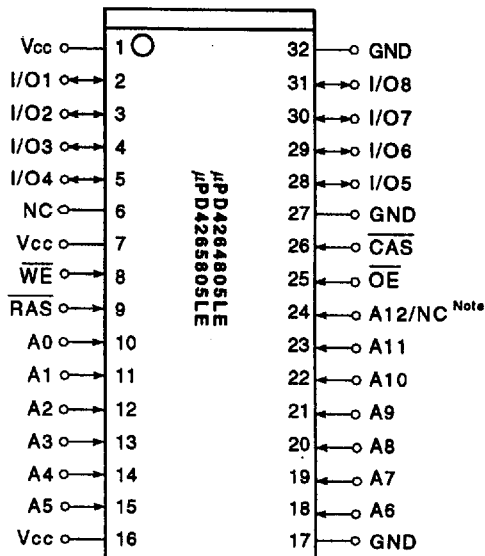 Vcc 1 32 GND
I/O1 2 31 I/O8
I/O2 3 30 I/O7
I/O3 4 29 I/O6
I/O4 5 28 I/O5
NC 6 27 GND
Vcc 7 26 CAS
WE 8 25 OE
RAS 9 24 A12/NC Note
A0 10 23 A11
A1 11 22 A10
A2 12 21 A9
A3 13 20 A8
A4 14 19 A7
A5 15 18 A6
Vcc 16 17 GND
µPD4264805LE
µPD4265805LE